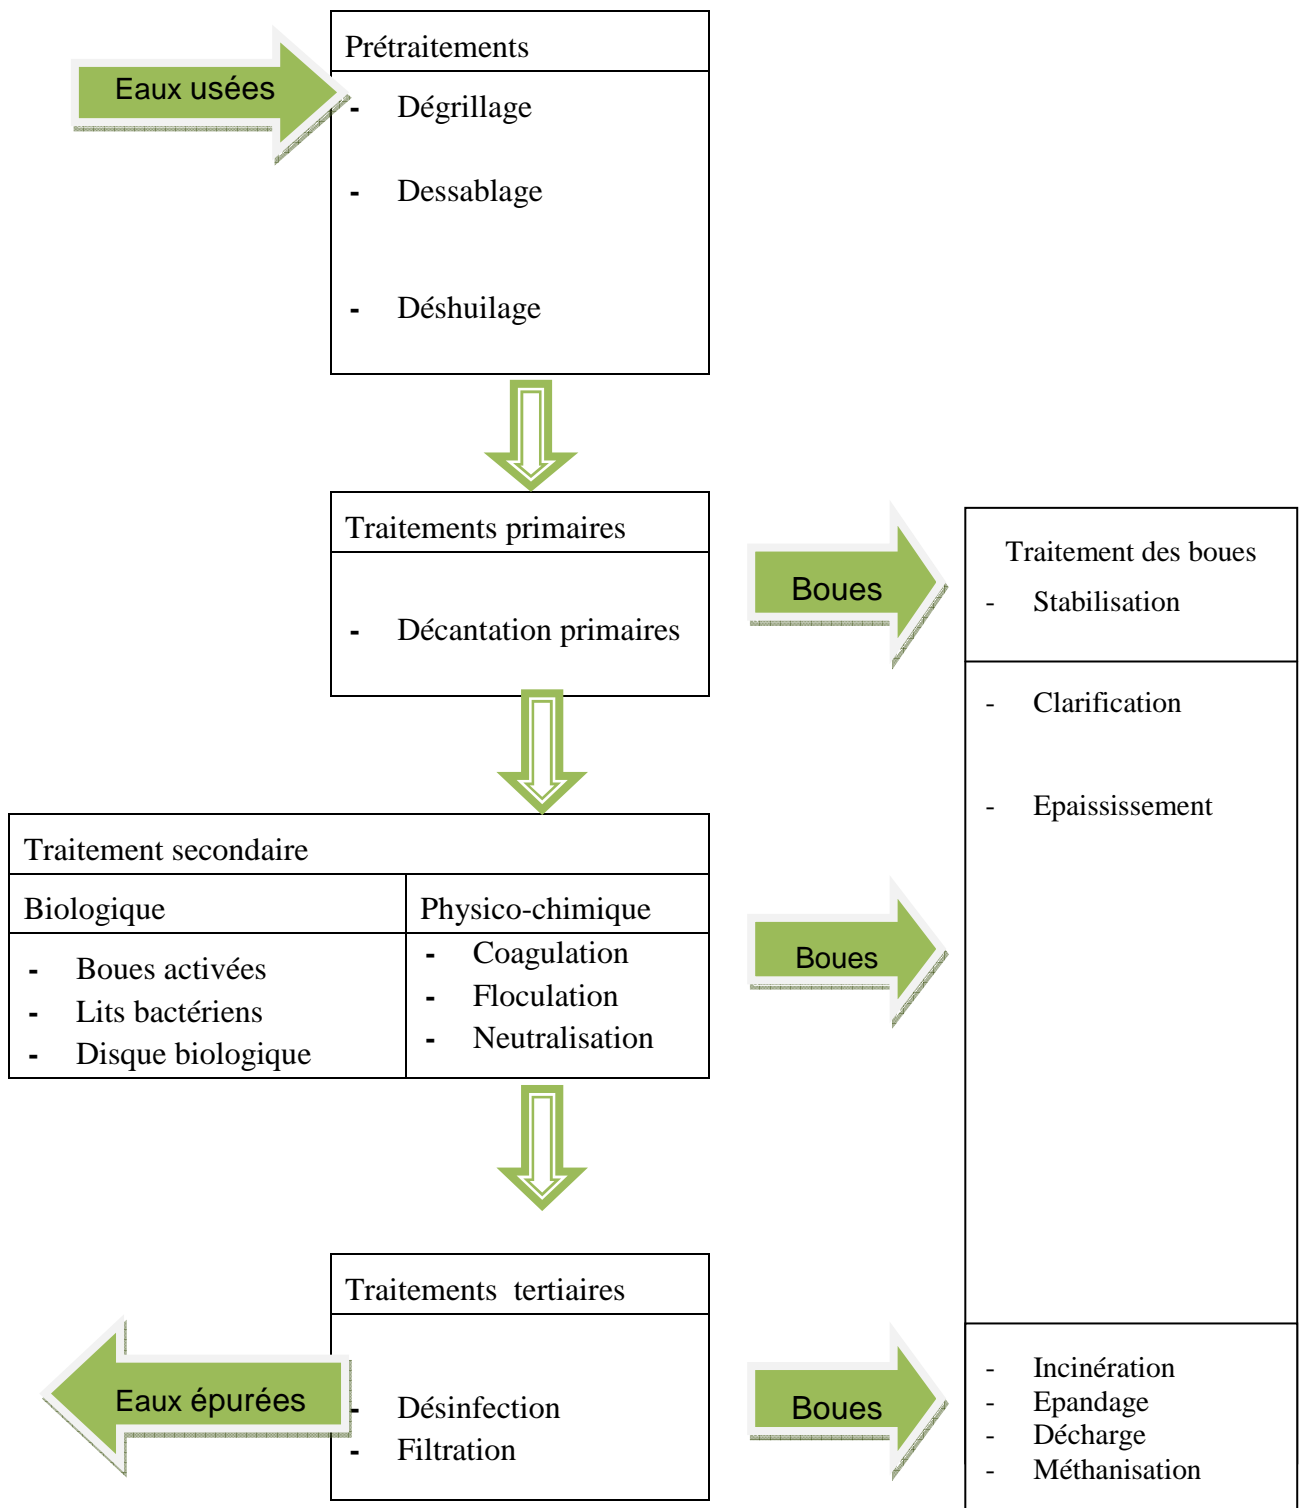 Prétraitements
Eaux usées
- Dégrillage
- Dessablage
- Déshuilage
Traitements primaires
- Décantation primaires
Boues
Traitement des boues
- Stabilisation
- Clarification
- Epaississement
Traitement secondaire
Biologique
- Boues activées
- Lits bactériens
- Disque biologique
Physico-chimique
- Coagulation
- Floculation
- Neutralisation
Boues
Traitements tertiaires
Eaux épurées
- Désinfection
- Filtration
Boues
- Incinération
- Epandage
- Décharge
- Méthanisation